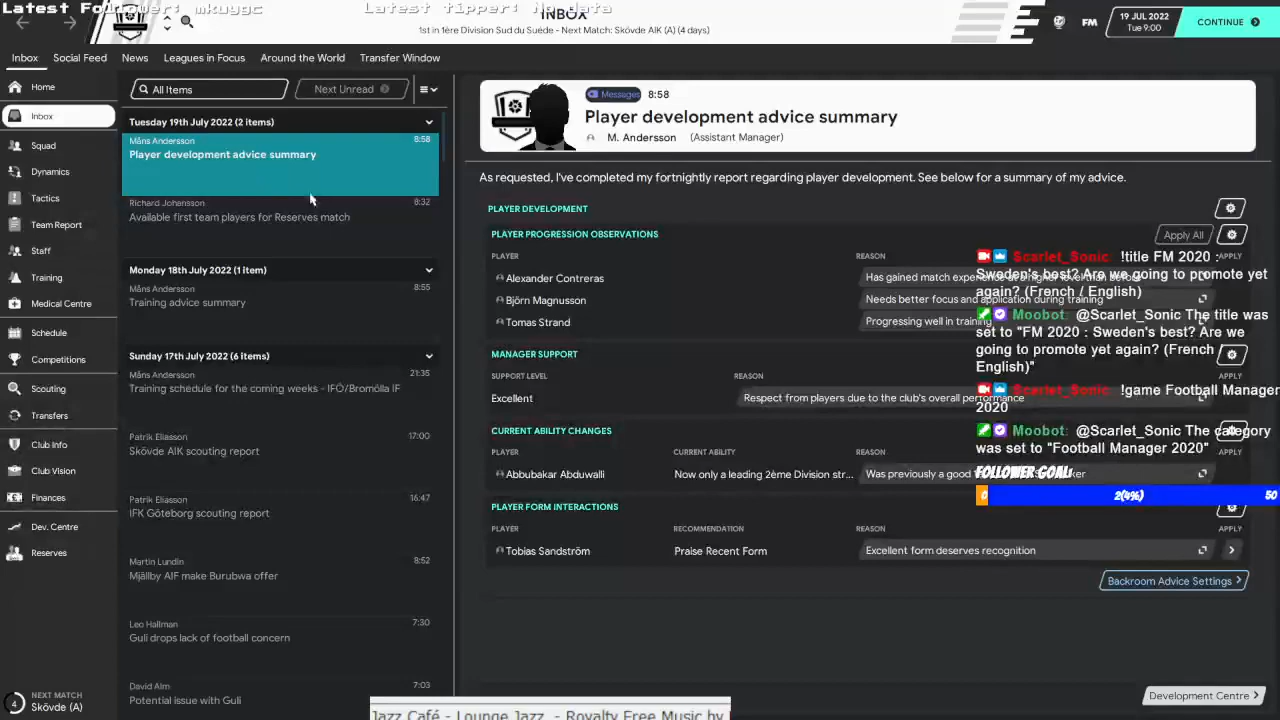 Latest Follower: mkuygc
Latest Tipper: No data
INBOX
1st in 1ère Division Sud du Suède - Next Match: Skövde AIK (A) (4 days)
FM
19 JUL 2022
Tue 9:00
CONTINUE
Inbox
Social Feed
News
Leagues in Focus
Around the World
Transfer Window
Home
Inbox
Squad
Dynamics
Tactics
Team Report
Staff
Training
Medical Centre
Schedule
Competitions
Scouting
Transfers
Club Info
Club Vision
Finances
Dev. Centre
Reserves
4
NEXT MATCH
Skövde (A)
All Items
Next Unread
Tuesday 19th July 2022 (2 items)
Måns Andersson 8:58
Player development advice summary
Richard Johansson 8:32
Available first team players for Reserves match
Monday 18th July 2022 (1 item)
Måns Andersson 8:55
Training advice summary
Sunday 17th July 2022 (6 items)
Måns Andersson 21:35
Training schedule for the coming weeks - IFÖ/Bromölla IF
Patrik Eliasson 17:00
Skövde AIK scouting report
Patrik Eliasson 16:47
IFK Göteborg scouting report
Martin Lundin 8:52
Mjällby AIF make Burubwa offer
Leo Hallman 7:30
Guli drops lack of football concern
David Alm 7:03
Potential issue with Guli
Messages 8:58
Player development advice summary
M. Andersson (Assistant Manager)
As requested, I've completed my fortnightly report regarding player development. See below for a summary of my advice.
PLAYER DEVELOPMENT
PLAYER PROGRESSION OBSERVATIONS
Apply All
PLAYER REASON APPLY
Alexander Contreras Has gained match experience at a higher level than before
Björn Magnusson Needs better focus and application during training
Tomas Strand Progressing well in training
MANAGER SUPPORT
SUPPORT LEVEL REASON APPLY
Excellent Respect from players due to the club's overall performance
CURRENT ABILITY CHANGES
PLAYER CURRENT ABILITY REASON APPLY
Abbubakar Abduwalli Now only a leading 2ème Division str... Was previously a good
PLAYER FORM INTERACTIONS
PLAYER RECOMMENDATION REASON APPLY
Tobias Sandström Praise Recent Form Excellent form deserves recognition
Backroom Advice Settings
Development Centre
Scarlet_Sonic !title FM 2020 :
Sweden's best? Are we going to promote yet
again? (French / English)
Moobot: @Scarlet_Sonic The title was
set to "FM 2020 : Sweden's best? Are we
going to promote yet again? (French /
English)"
Scarlet_Sonic !game Football Manager
2020
Moobot: @Scarlet_Sonic The category
was set to "Football Manager 2020"
FOLLOWER GOAL
0 2(4%) 50
Jazz Café - Lounge Jazz - Royalty Free Music by